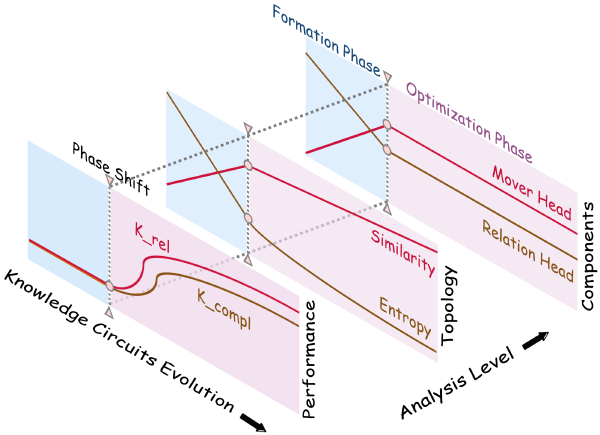 Formation Phase
Optimization Phase
Phase Shift
Mover Head
Relation Head
Components
Similarity
Entropy
Topology
K_rel
K_compl
Performance
Knowledge Circuits Evolution
Analysis Level